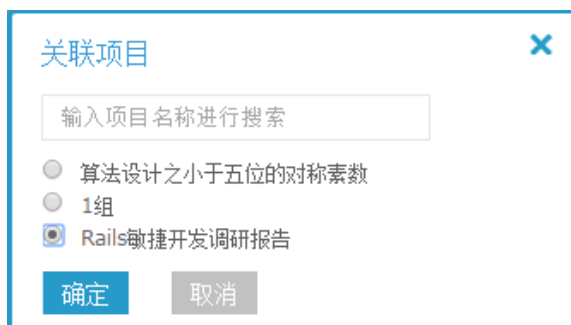 关联项目
输入项目名称进行搜索
算法设计之小于五位的对称素数
1组
Rails敏捷开发调研报告
确定 取消